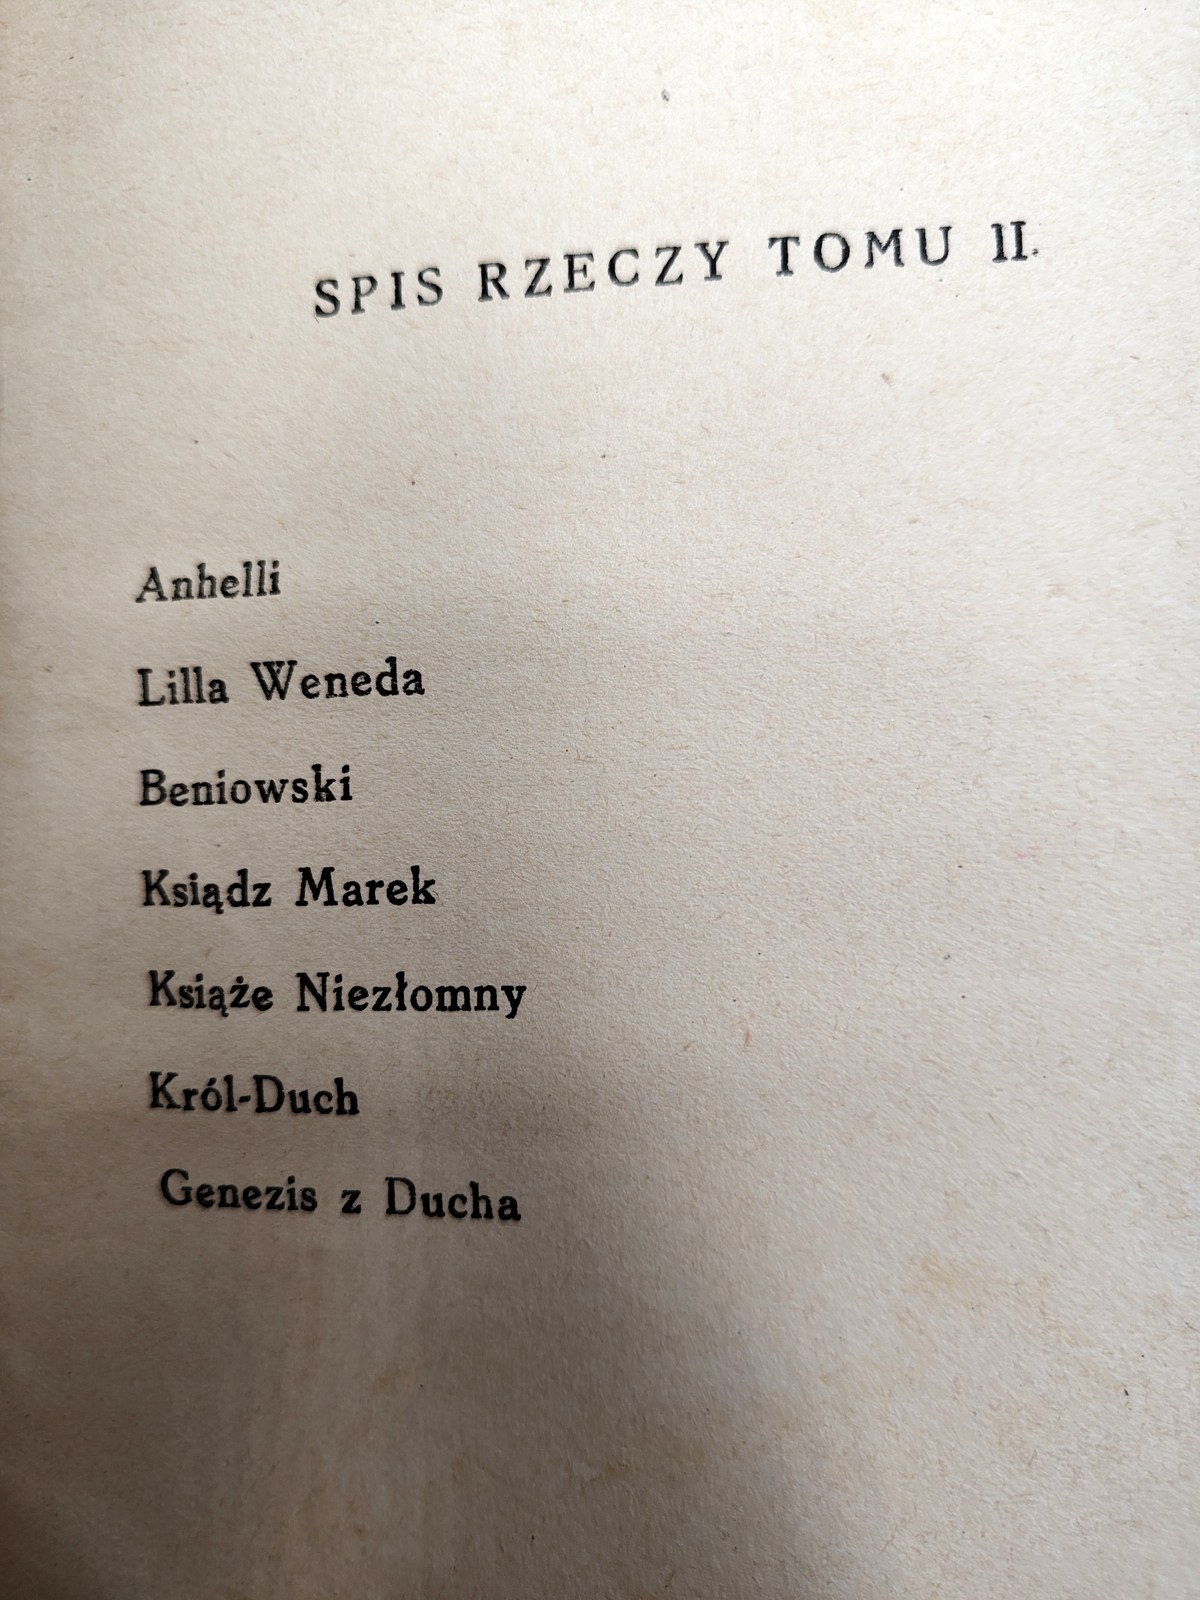 SPIS RZECZY TOMU II.
Anhelli
Lilla Weneda
Beniowski
Ksiądz Marek
Książe Niezłomny
Król-Duch
Genezis z Ducha